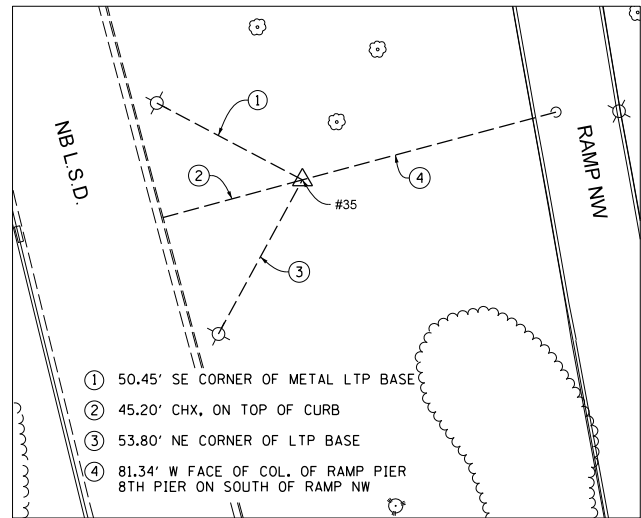 NB L.S.D.
RAMP NW
1
2
4
#35
3
1 50.45' SE CORNER OF METAL LTP BASE
2 45.20' CHX, ON TOP OF CURB
3 53.80' NE CORNER OF LTP BASE
4 81.34' W FACE OF COL. OF RAMP PIER
8TH PIER ON SOUTH OF RAMP NW